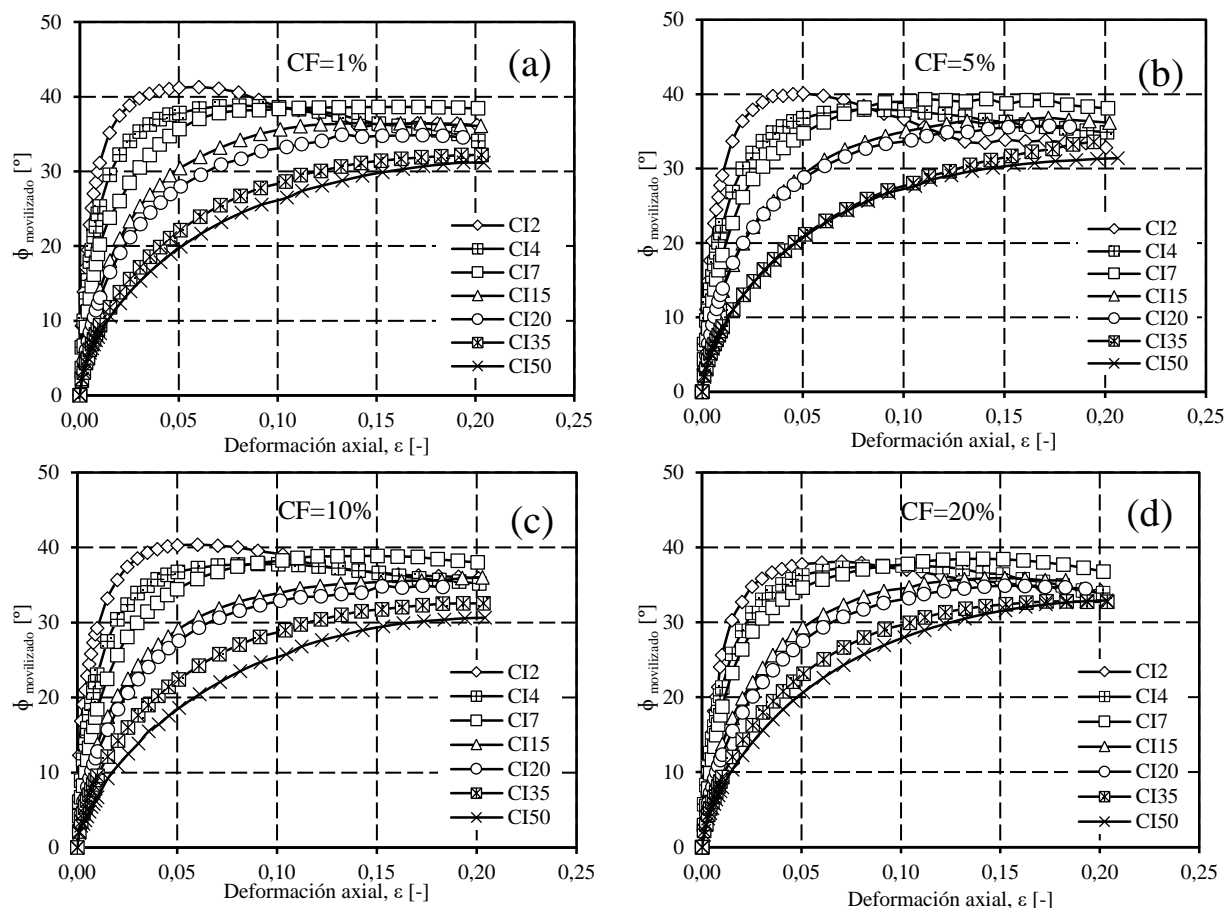 (a)
CF=1%
50
40
30
20
10
0
ϕ movilizado [º]
CI2
CI4
CI7
CI15
CI20
CI35
CI50
0,00 0,05 0,10 0,15 0,20 0,25
Deformación axial, ε [-]
(b)
CF=5%
50
40
30
20
10
0
ϕ movilizado [º]
CI2
CI4
CI7
CI15
CI20
CI35
CI50
0,00 0,05 0,10 0,15 0,20 0,25
Deformación axial, ε [-]
(c)
CF=10%
50
40
30
20
10
0
ϕ movilizado [º]
CI2
CI4
CI7
CI15
CI20
CI35
CI50
0,00 0,05 0,10 0,15 0,20 0,25
Deformación axial, ε [-]
(d)
CF=20%
50
40
30
20
10
0
ϕ movilizado [º]
CI2
CI4
CI7
CI15
CI20
CI35
CI50
0,00 0,05 0,10 0,15 0,20 0,25
Deformación axial, ε [-]